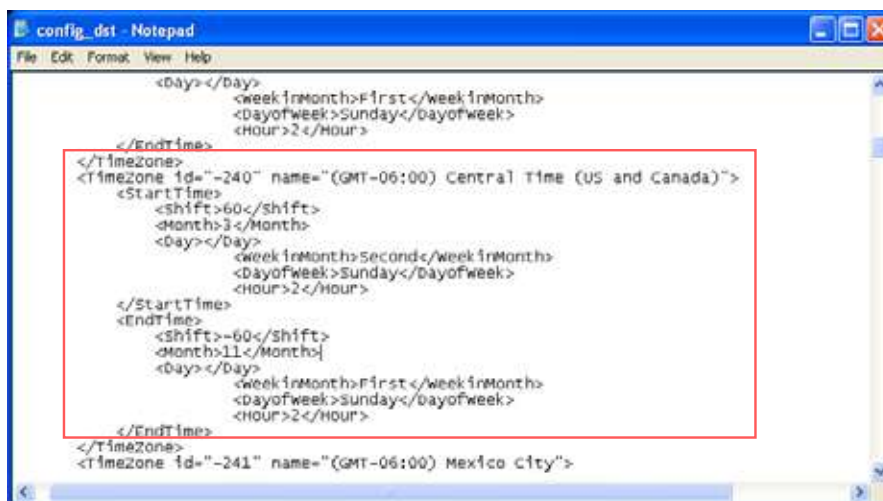 config_dst - Notepad
File Edit Format View Help
<Day></Day>
<WeekinMonth>First</WeekinMonth>
<DayofWeek>Sunday</DayofWeek>
<Hour>2</Hour>
</EndTime>
</TimeZone>
<TimeZone id="-240" name="(GMT-06:00) Central Time (US and Canada)">
<StartTime>
<Shift>60</Shift>
<Month>3</Month>
<Day></Day>
<WeekinMonth>Second</WeekinMonth>
<DayofWeek>Sunday</DayofWeek>
<Hour>2</Hour>
</StartTime>
<EndTime>
<Shift>-60</Shift>
<Month>11</Month>
<Day></Day>
<WeekinMonth>First</WeekinMonth>
<DayofWeek>Sunday</DayofWeek>
<Hour>2</Hour>
</EndTime>
</TimeZone>
<TimeZone id="-241" name="(GMT-06:00) Mexico City">